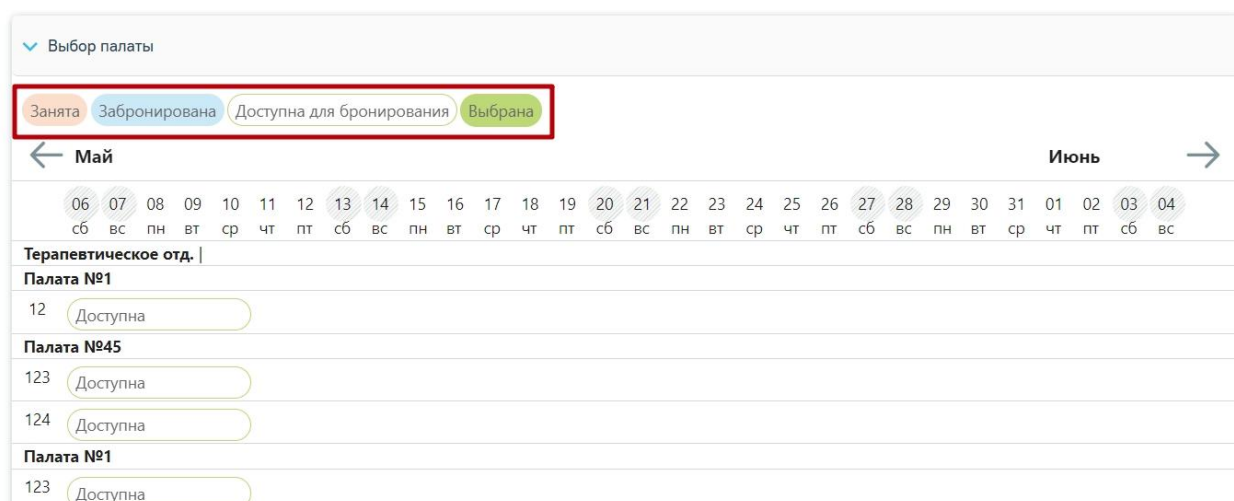 Выбор палаты
Занята Забронирована Доступна для бронирования Выбрана
Май Июнь
06 07 08 09 10 11 12 13 14 15 16 17 18 19 20 21 22 23 24 25 26 27 28 29 30 31 01 02 03 04
сб вс пн вт ср чт пт сб вс пн вт ср чт пт сб вс пн вт ср чт пт сб вс пн вт ср чт пт сб вс
Терапевтическое отд. |
Палата №1
12 Доступна
Палата №45
123 Доступна
124 Доступна
Палата №1
123 Доступна